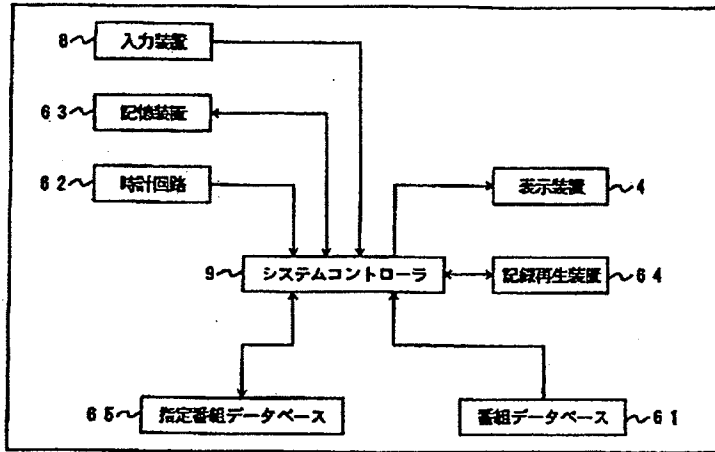 8 入力装置
63 記憶装置
62 時計回路
表示装置 4
9 システムコントローラ
記録再生装置 64
65 指定番組データベース
番組データベース 61